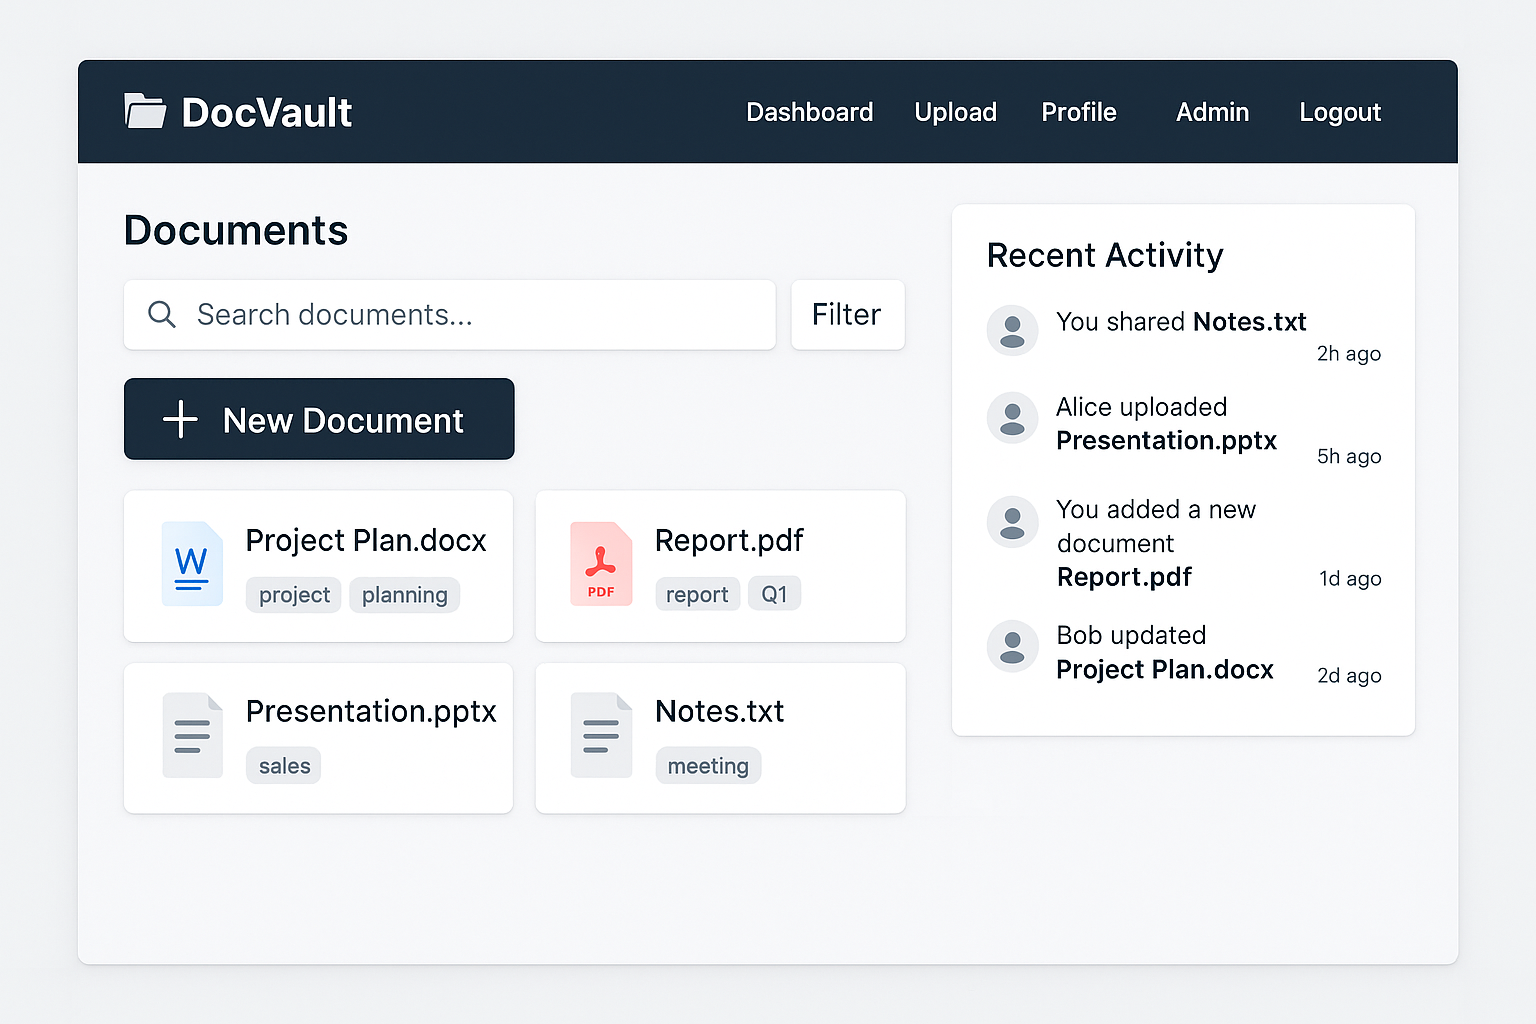 DocVault
Dashboard Upload Profile Admin Logout
Documents
Search documents...
Filter
+ New Document
W
Project Plan.docx
project planning
PDF
Report.pdf
report Q1
Presentation.pptx
sales
Notes.txt
meeting
Recent Activity
You shared Notes.txt
2h ago
Alice uploaded
Presentation.pptx
5h ago
You added a new
document
Report.pdf
1d ago
Bob updated
Project Plan.docx
2d ago